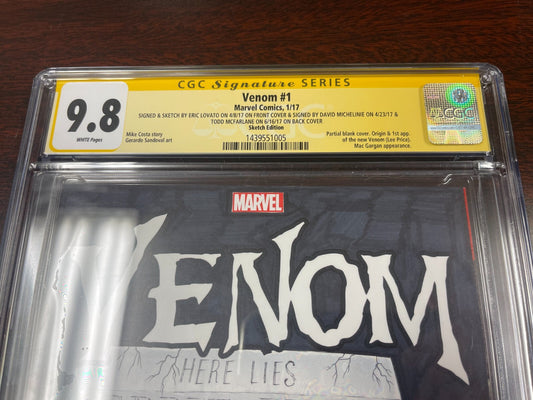 CGC Signature SERIES
9.8
WHITE Pages
Venom #1
Marvel Comics, 1/17
SIGNED & SKETCH BY ERIC LOVATO ON 4/8/17 ON FRONT COVER & SIGNED BY DAVID MICHELINIE ON 4/23/17 &
TODD MCFARLANE ON 6/16/17 ON BACK COVER
Sketch Edition
1439551005
Mike Costa story
Gerardo Sandoval art
Partial blank cover. Origin & 1st app.
of the new Venom (Lee Price).
Mac Gargan appearance.
CGC
MARVEL
VENOM
HERE LIES